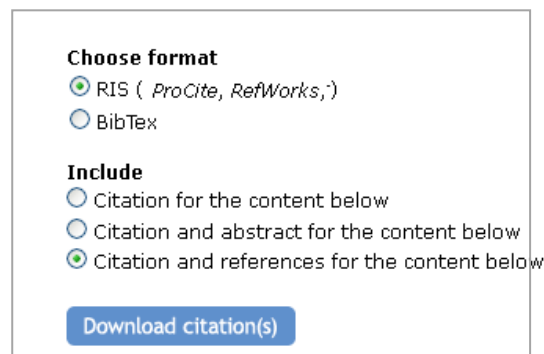 Choose format
RIS ( ProCite, RefWorks,-)
BibTex
Include
Citation for the content below
Citation and abstract for the content below
Citation and references for the content below
Download citation(s)